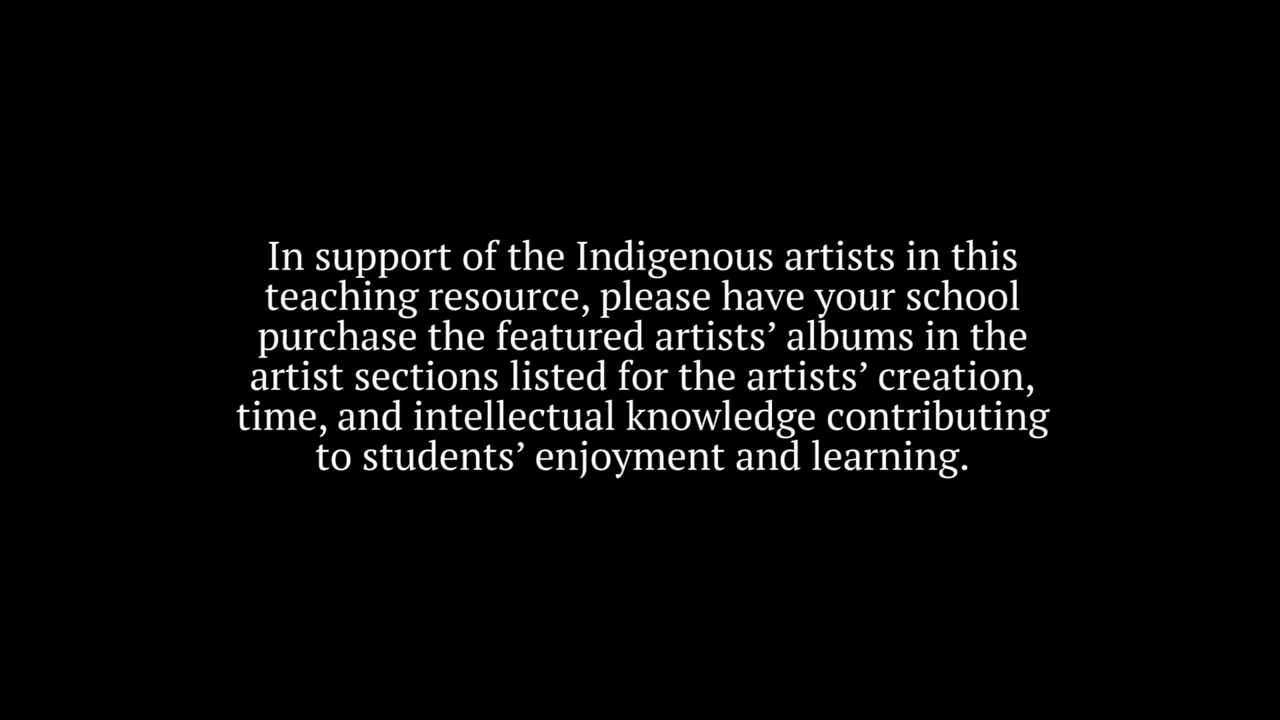 In support of the Indigenous artists in this
teaching resource, please have your school
purchase the featured artists’ albums in the
artist sections listed for the artists’ creation,
time, and intellectual knowledge contributing
to students’ enjoyment and learning.